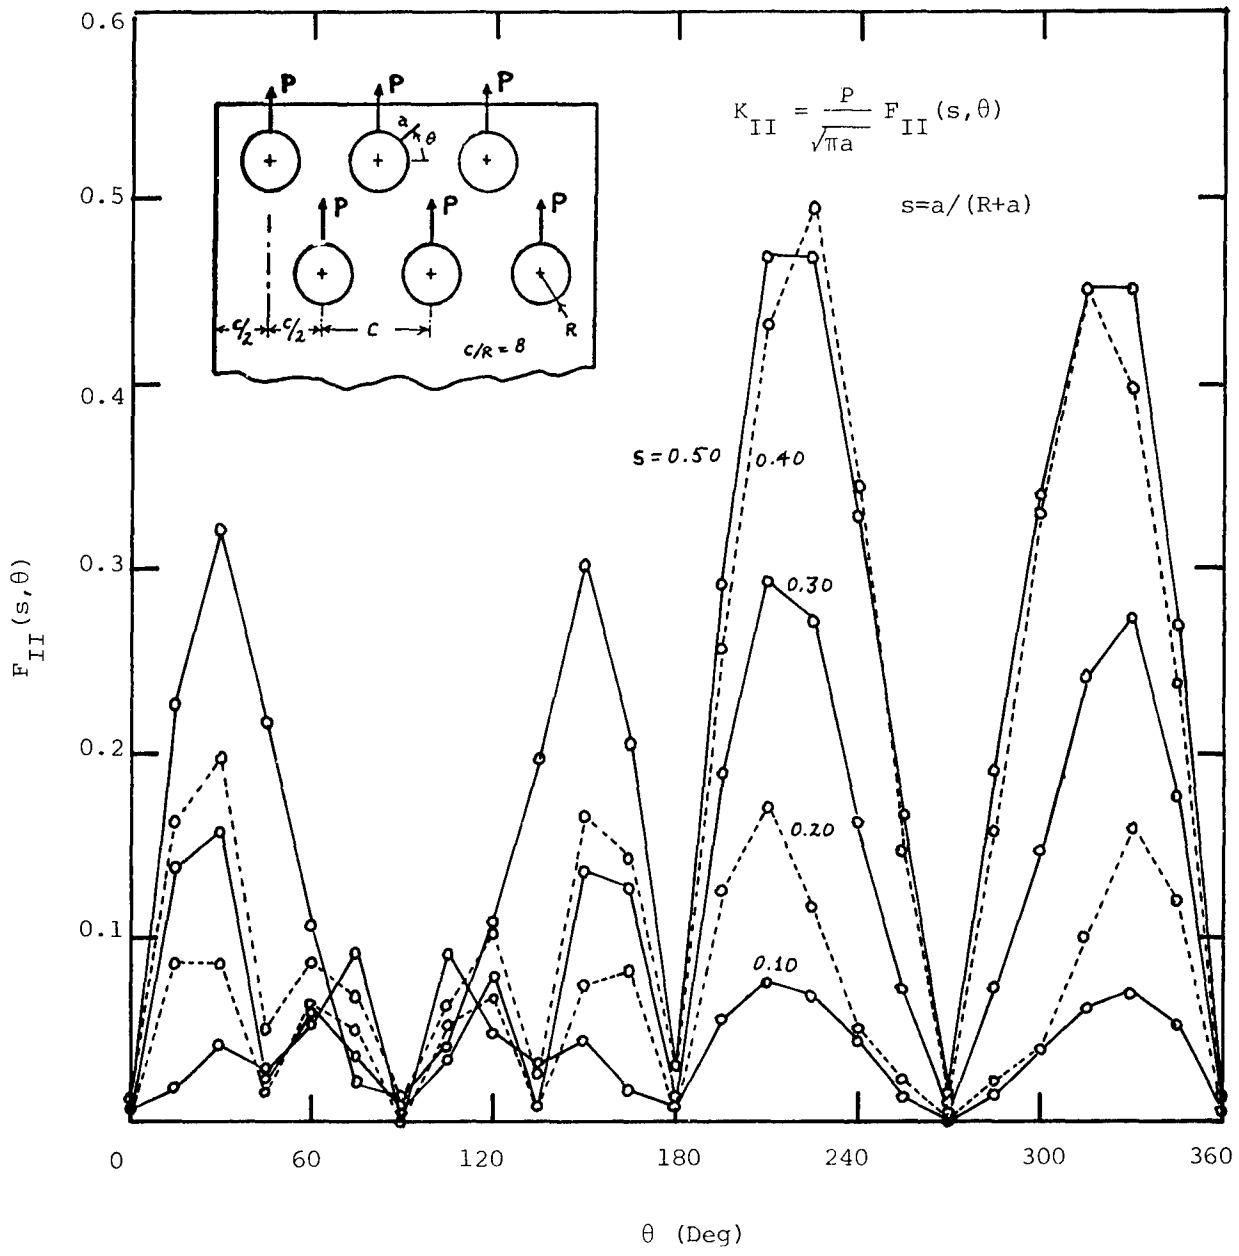 0.6
0.5
0.4
0.3
0.2
0.1
F_II (s,θ)
P P P
a θ
P P P
R
c/2 c/2 C
c/R = 8
K_II = P/√πa F_II (s,θ)
s=a/(R+a)
S=0.50 0.40
0.30
0.20
0.10
0 60 120 180 240 300 360
θ (Deg)